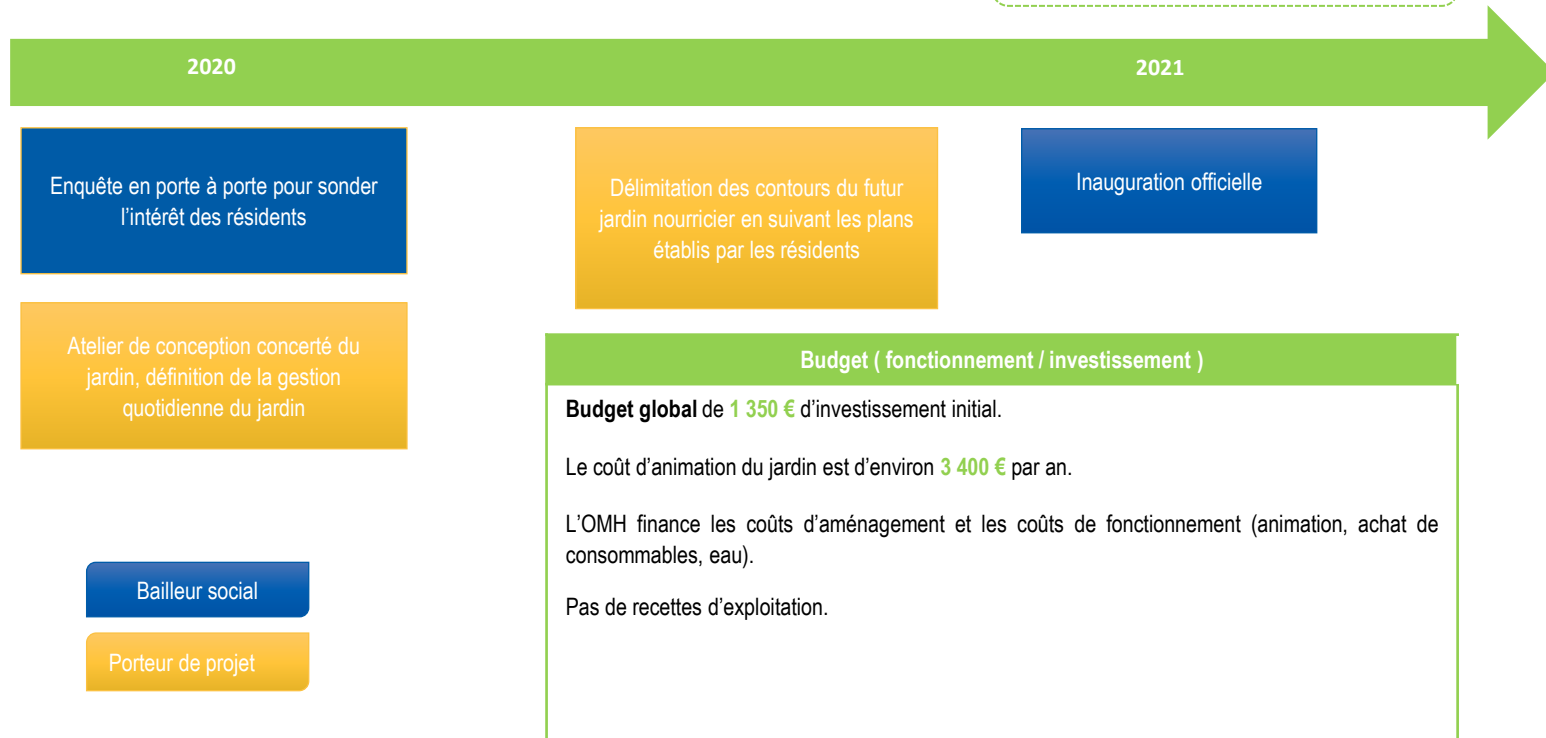 2020
2021
Enquête en porte à porte pour sonder
l’intérêt des résidents
Atelier de conception concerté du
jardin, définition de la gestion
quotidienne du jardin
Délimitation des contours du futur
jardin nourricier en suivant les plans
établis par les résidents
Inauguration officielle
Bailleur social
Porteur de projet
Budget ( fonctionnement / investissement )
Budget global de 1 350 € d’investissement initial.
Le coût d’animation du jardin est d’environ 3 400 € par an.
L’OMH finance les coûts d’aménagement et les coûts de fonctionnement (animation, achat de
consommables, eau).
Pas de recettes d’exploitation.